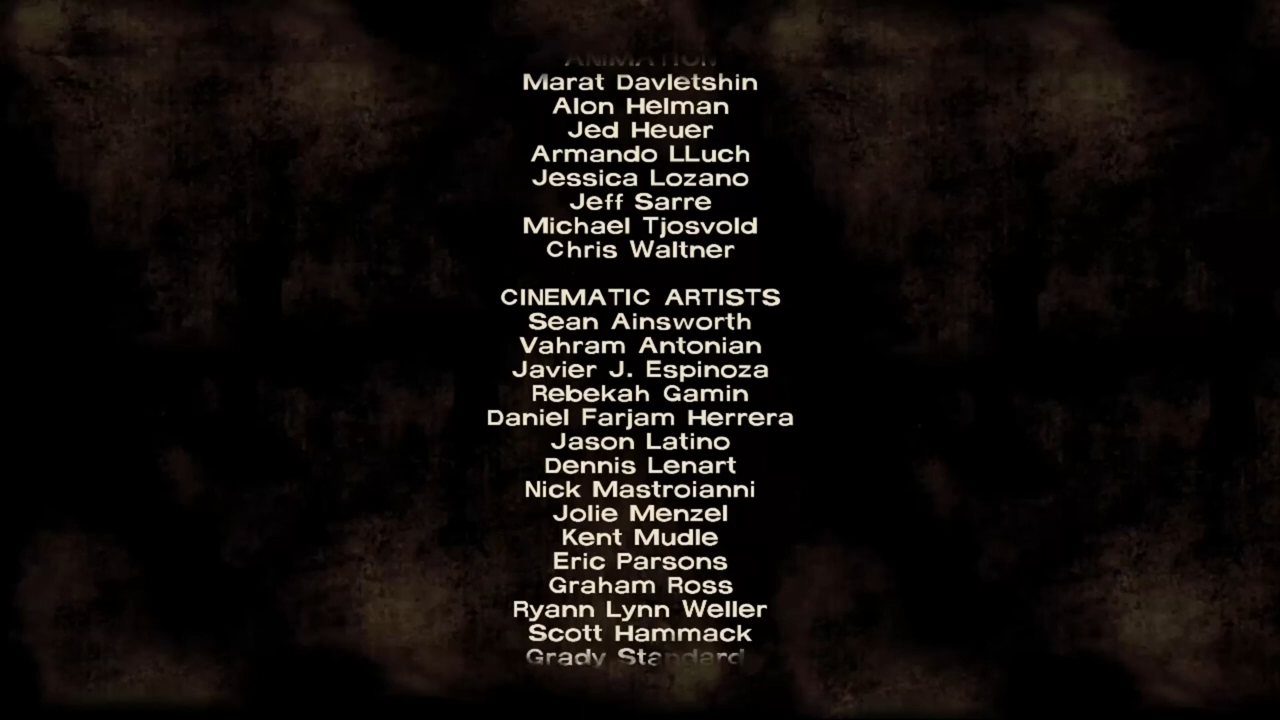 ANIMATION
Marat Davletshin
Alon Helman
Jed Heuer
Armando LLuch
Jessica Lozano
Jeff Sarre
Michael Tjosvold
Chris Waltner
CINEMATIC ARTISTS
Sean Ainsworth
Vahram Antonian
Javier J. Espinoza
Rebekah Gamin
Daniel Farjam Herrera
Jason Latino
Dennis Lenart
Nick Mastroianni
Jolie Menzel
Kent Mudle
Eric Parsons
Graham Ross
Ryann Lynn Weller
Scott Hammack
Grady Standard